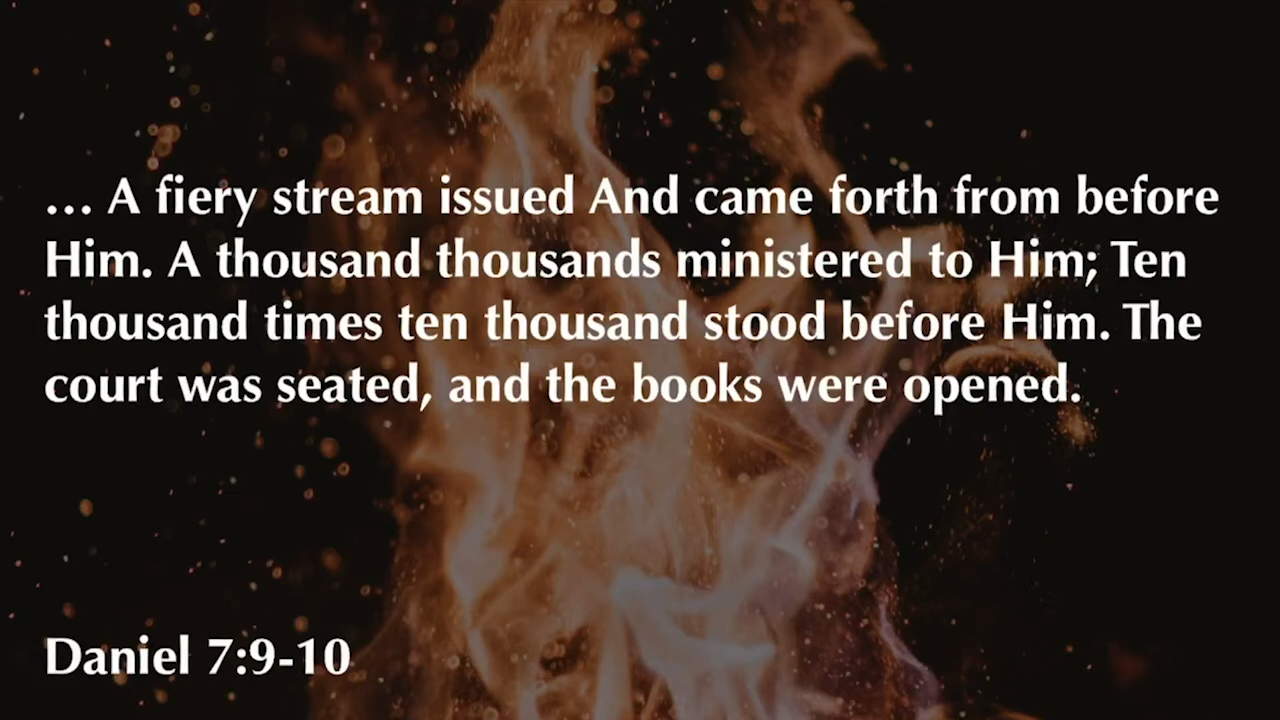 ... A fiery stream issued And came forth from before
Him. A thousand thousands ministered to Him; Ten
thousand times ten thousand stood before Him. The
court was seated, and the books were opened.
Daniel 7:9-10